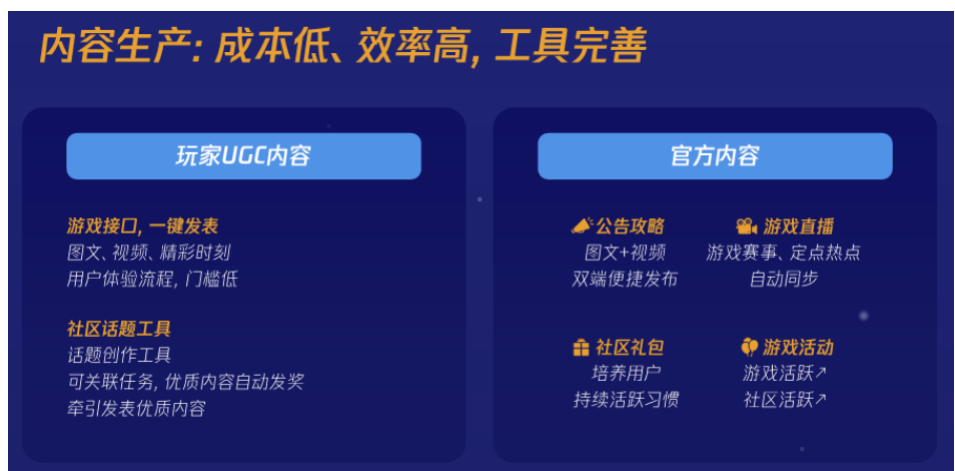 内容生产: 成本低、效率高, 工具完善
玩家UGC内容
游戏接口, 一键发表
图文、视频、精彩时刻
用户体验流程, 门槛低
社区话题工具
话题创作工具
可关联任务, 优质内容自动发奖
牵引发表优质内容
官方内容
公告攻略
图文+视频
双端便捷发布
游戏直播
游戏赛事、定点热点
自动同步
社区礼包
培养用户
持续活跃习惯
游戏活动
游戏活跃↗
社区活跃↗